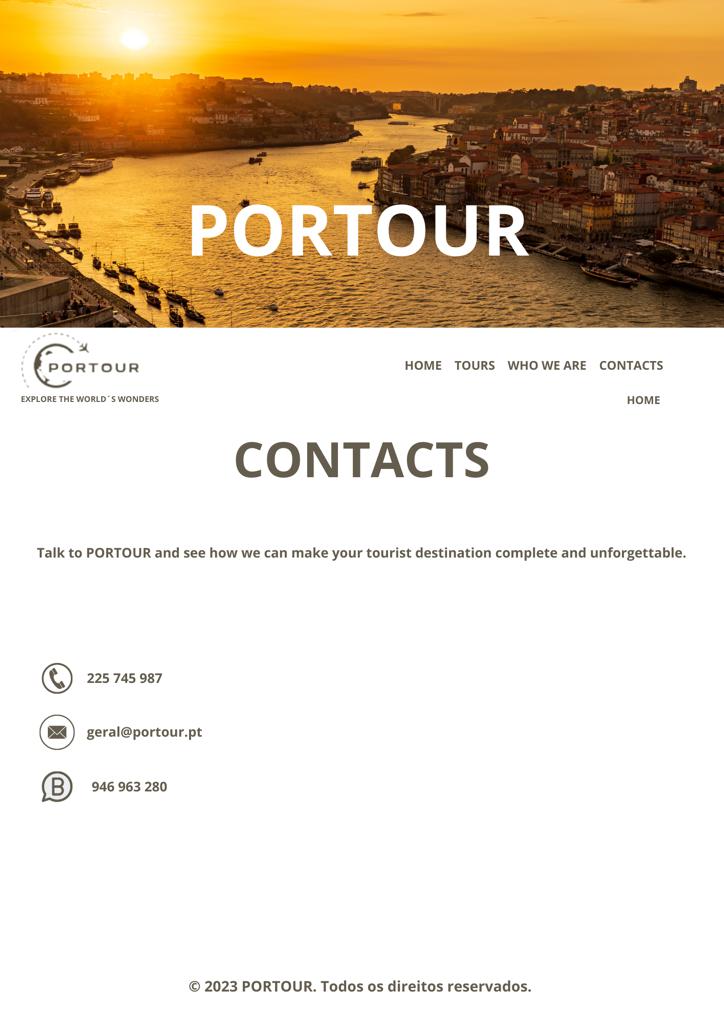 PORTOUR
PORTOUR
EXPLORE THE WORLD´S WONDERS
HOME TOURS WHO WE ARE CONTACTS
HOME
CONTACTS
Talk to PORTOUR and see how we can make your tourist destination complete and unforgettable.
225 745 987
geral@portour.pt
B
946 963 280
© 2023 PORTOUR. Todos os direitos reservados.